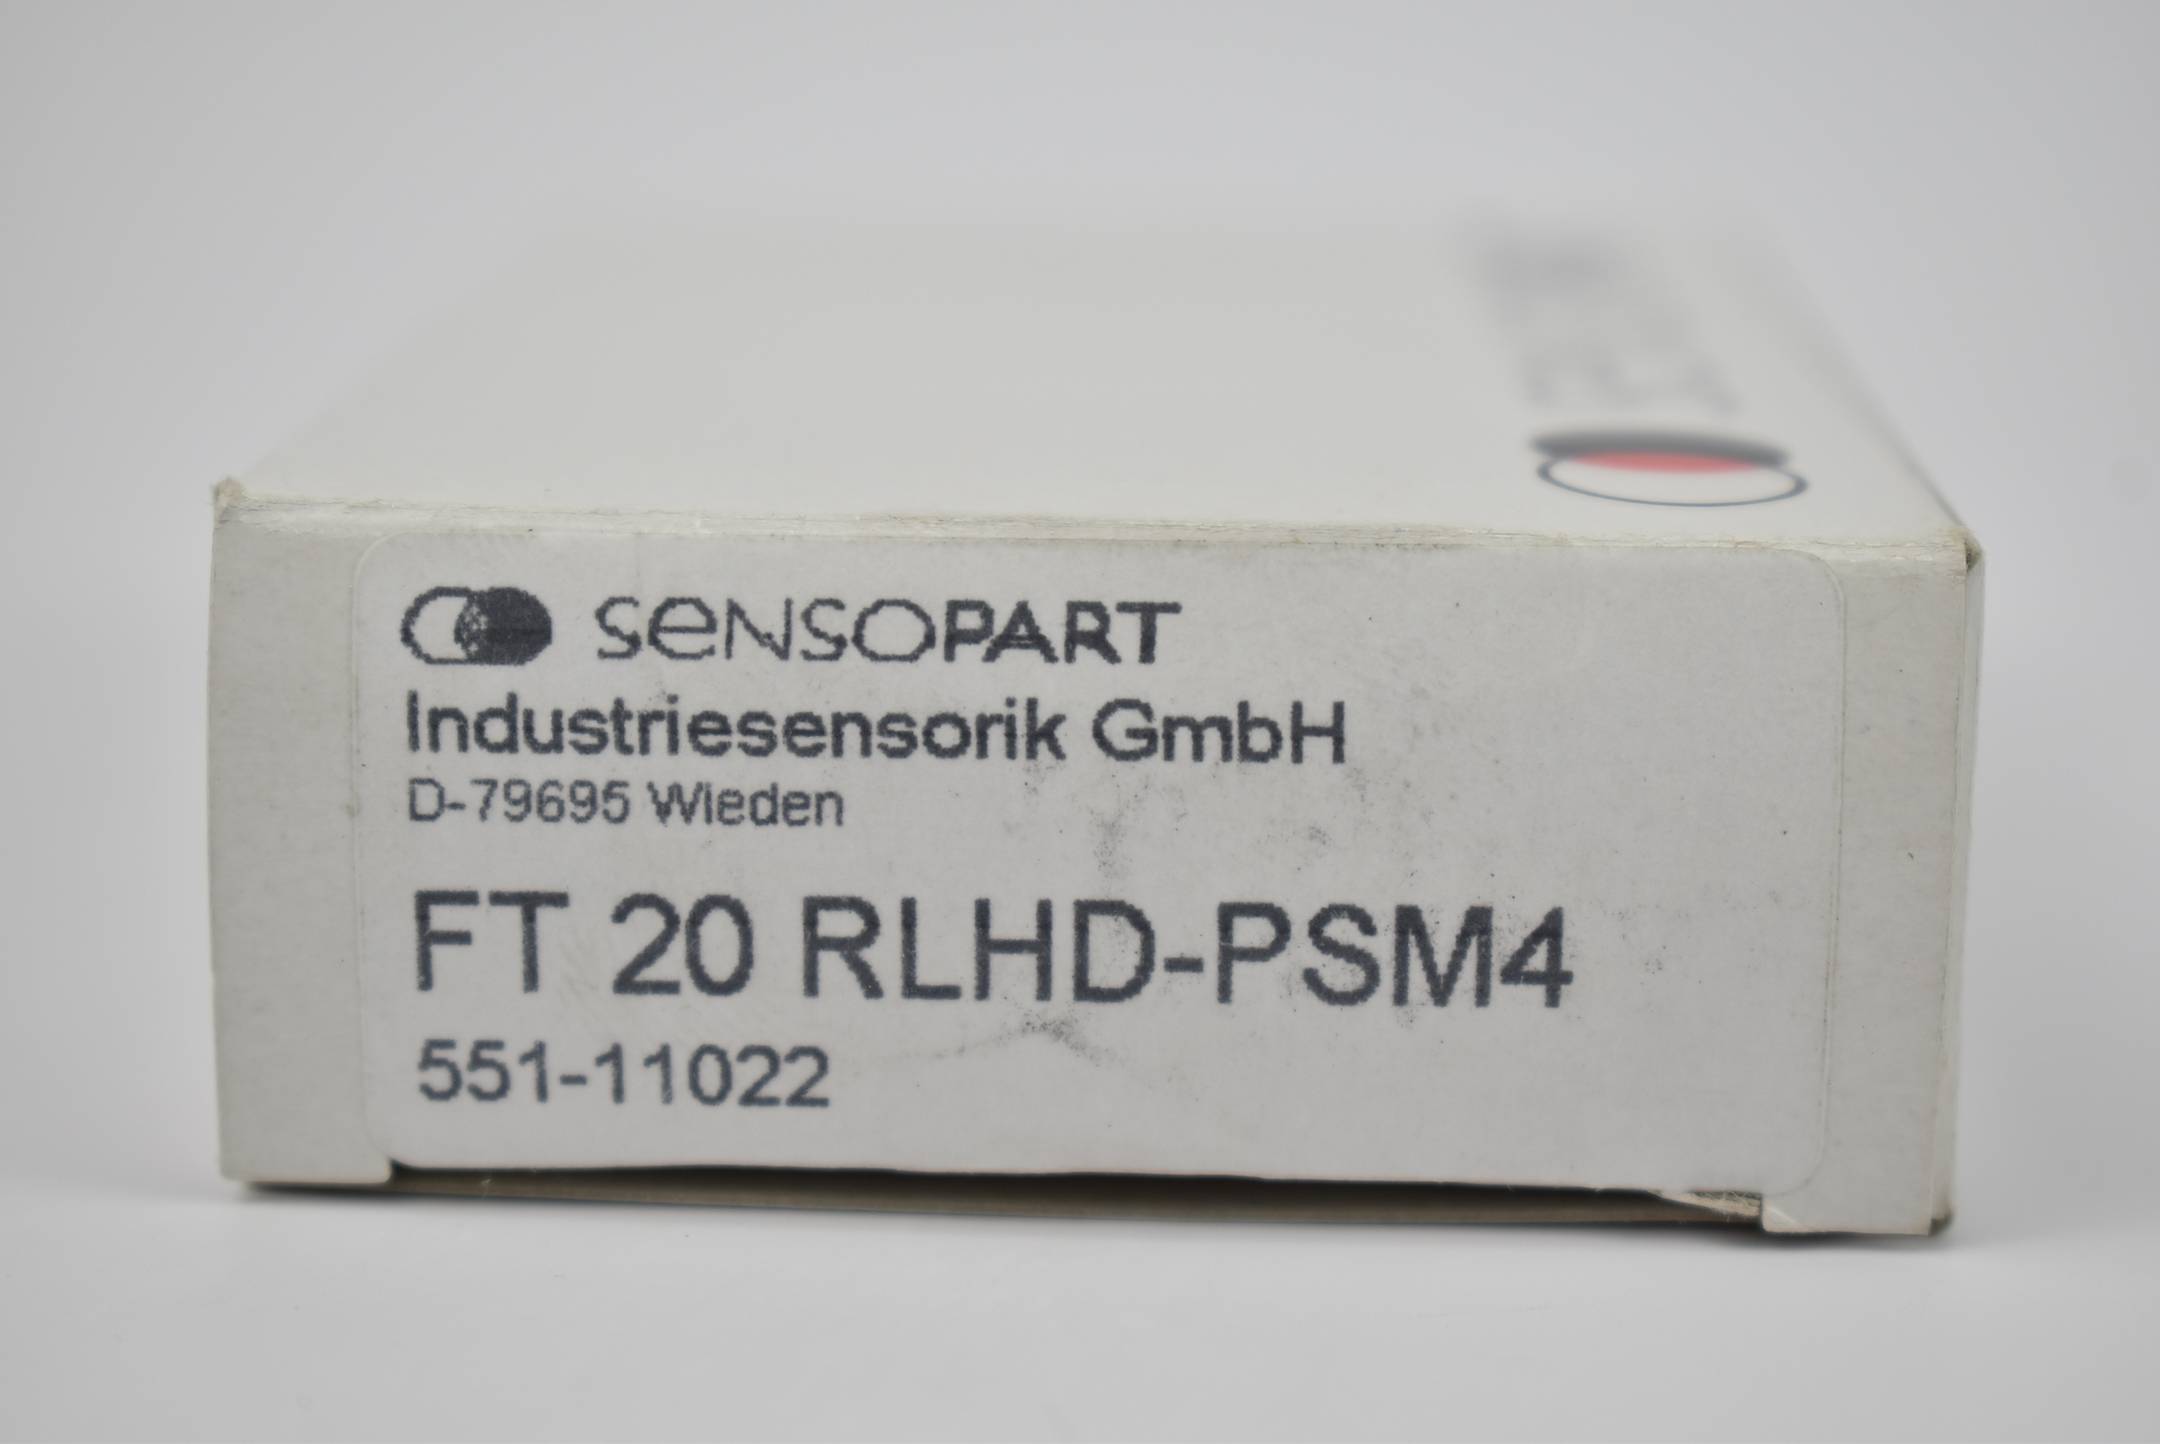 SENSOPART
Industriesensorik GmbH
D-79695 Wieden
FT 20 RLHD-PSM4
551-11022